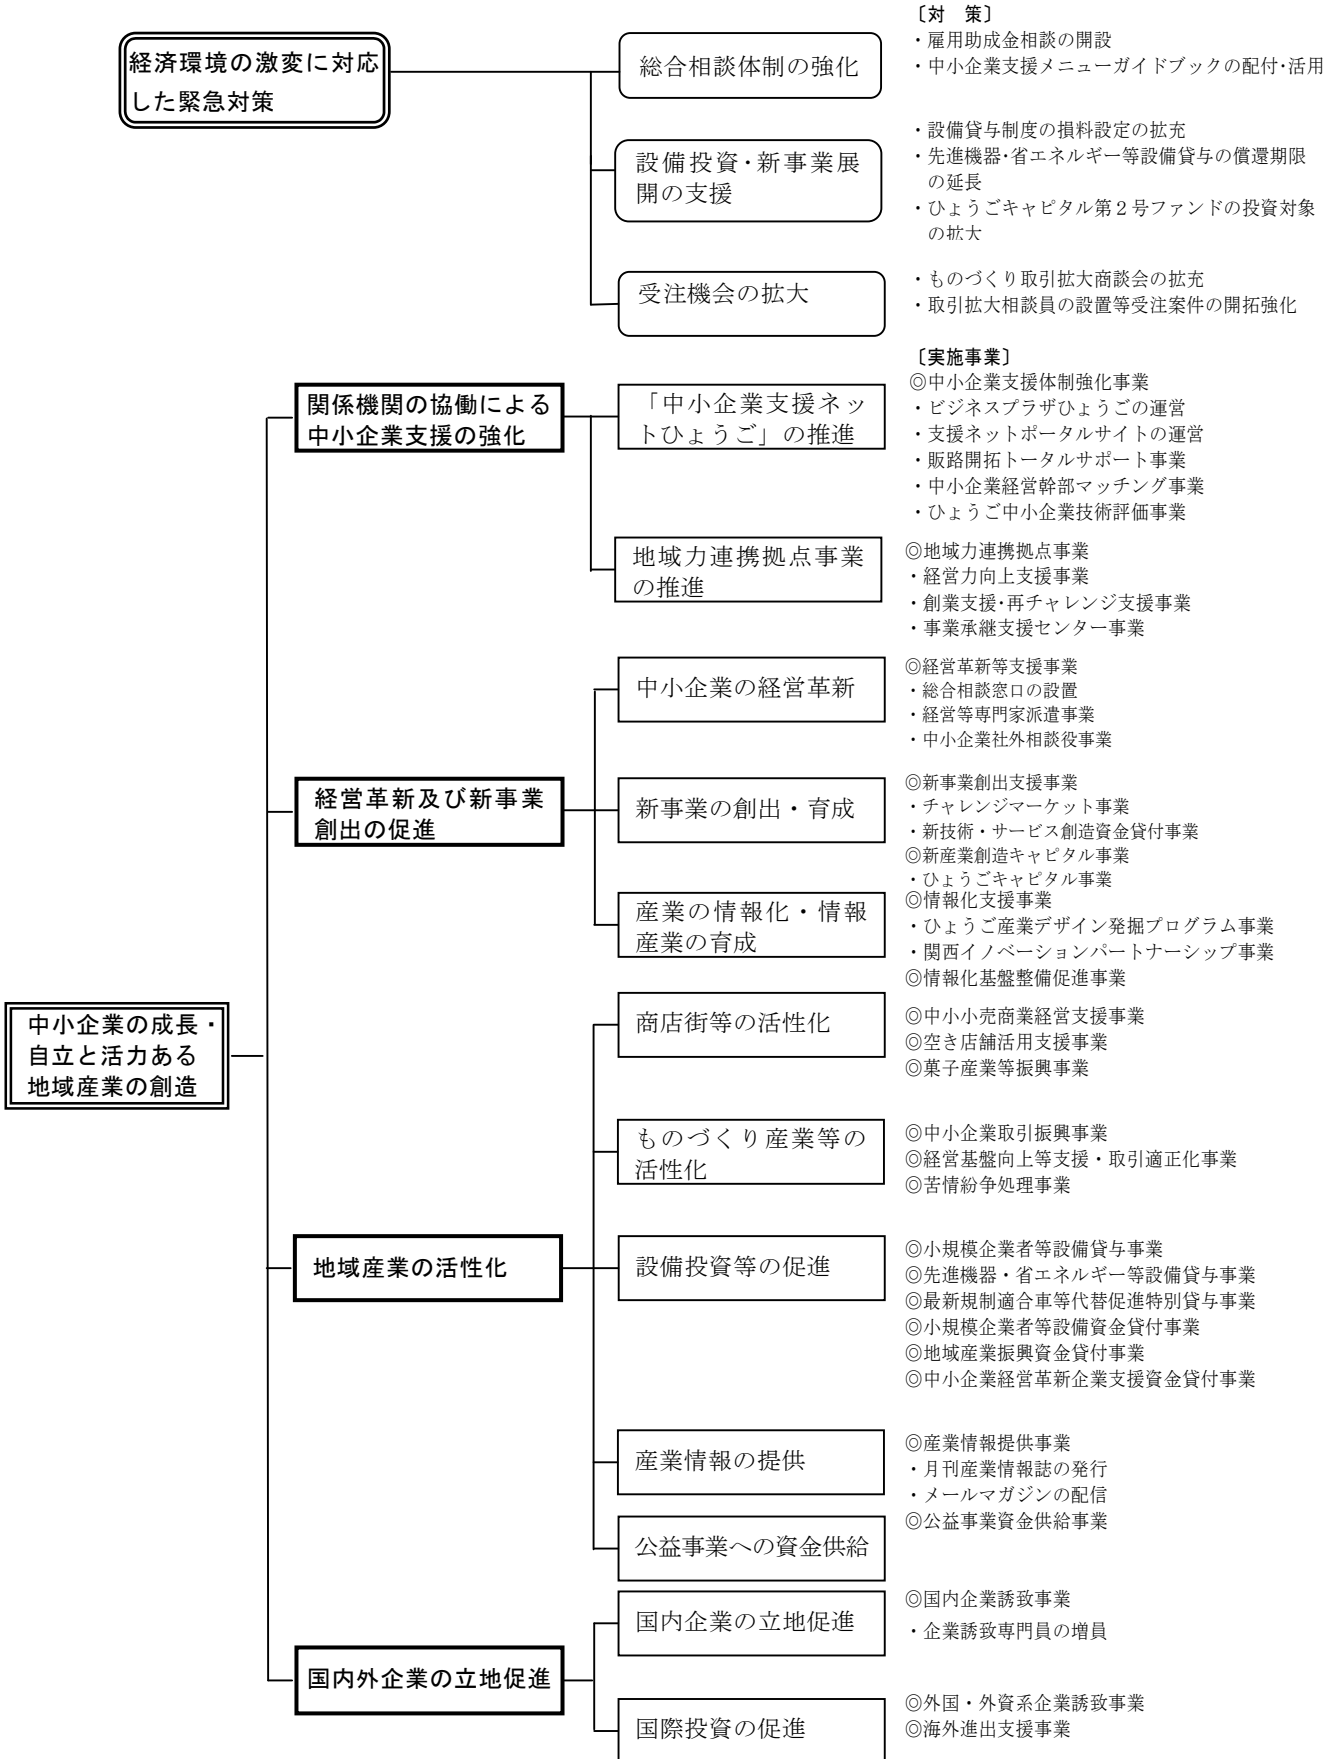 〔対　策〕
経済環境の激変に対応
した緊急対策
総合相談体制の強化
・雇用助成金相談の開設
・中小企業支援メニューガイドブックの配付・活用
設備投資・新事業展
開の支援
・設備貸与制度の損料設定の拡充
・先進機器・省エネルギー等設備貸与の償還期限
の延長
・ひょうごキャピタル第２号ファンドの投資対象
の拡大
受注機会の拡大
・ものづくり取引拡大商談会の拡充
・取引拡大相談員の設置等受注案件の開拓強化
〔実施事業〕
中小企業の成長・
自立と活力ある
地域産業の創造
関係機関の協働による
中小企業支援の強化
「中小企業支援ネッ
トひょうご」の推進
◎中小企業支援体制強化事業
・ビジネスプラザひょうごの運営
・支援ネットポータルサイトの運営
・販路開拓トータルサポート事業
・中小企業経営幹部マッチング事業
・ひょうご中小企業技術評価事業
地域力連携拠点事業
の推進
◎地域力連携拠点事業
・経営力向上支援事業
・創業支援・再チャレンジ支援事業
・事業承継支援センター事業
経営革新及び新事業
創出の促進
中小企業の経営革新
◎経営革新等支援事業
・総合相談窓口の設置
・経営等専門家派遣事業
・中小企業社外相談役事業
新事業の創出・育成
◎新事業創出支援事業
・チャレンジマーケット事業
・新技術・サービス創造資金貸付事業
◎新産業創造キャピタル事業
・ひょうごキャピタル事業
産業の情報化・情報
産業の育成
◎情報化支援事業
・ひょうご産業デザイン発掘プログラム事業
・関西イノベーションパートナーシップ事業
◎情報化基盤整備促進事業
地域産業の活性化
商店街等の活性化
◎中小小売商業経営支援事業
◎空き店舗活用支援事業
◎菓子産業等振興事業
ものづくり産業等の
活性化
◎中小企業取引振興事業
◎経営基盤向上等支援・取引適正化事業
◎苦情紛争処理事業
設備投資等の促進
◎小規模企業者等設備貸与事業
◎先進機器・省エネルギー等設備貸与事業
◎最新規制適合車等代替促進特別貸与事業
◎小規模企業者等設備資金貸付事業
◎地域産業振興資金貸付事業
◎中小企業経営革新企業支援資金貸付事業
産業情報の提供
◎産業情報提供事業
・月刊産業情報誌の発行
・メールマガジンの配信
◎公益事業資金供給事業
公益事業への資金供給
国内外企業の立地促進
国内企業の立地促進
◎国内企業誘致事業
・企業誘致専門員の増員
国際投資の促進
◎外国・外資系企業誘致事業
◎海外進出支援事業